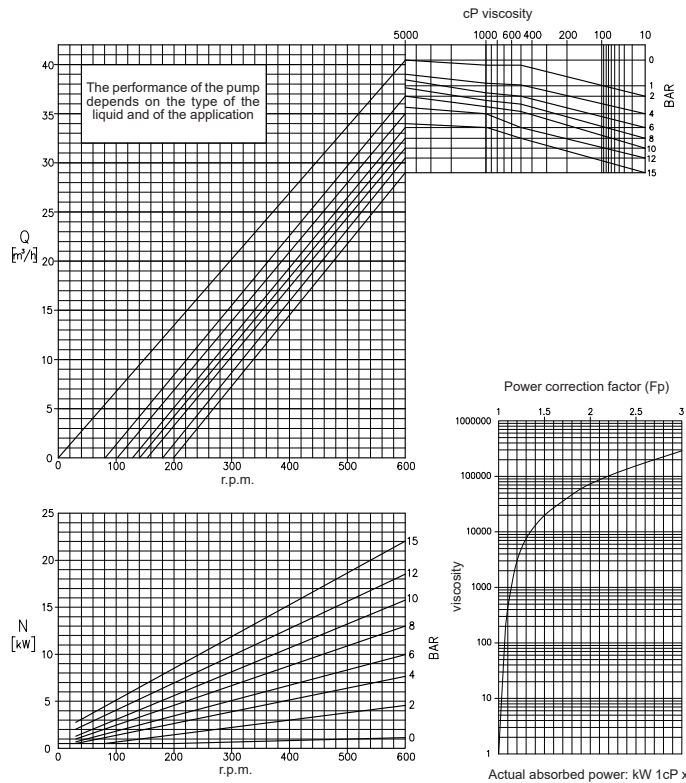 cP viscosity
5000 1000 600 400 200 100 10
The performance of the pump
depends on the type of the
liquid and of the application
Q
[m³/h]
40
35
30
25
20
15
10
5
0
0 100 200 300 400 500 600
r.p.m.
0
1
2
4
6
8
10
12
15
BAR
N
[kW]
25
20
15
10
5
0
0 100 200 300 400 500 600
r.p.m.
15
12
10
8
6
4
2
0
BAR
Power correction factor (Fp)
1 1.5 2 2.5 3
1000000
100000
10000
1000
100
10
1
viscosity
Actual absorbed power: kW 1cP x